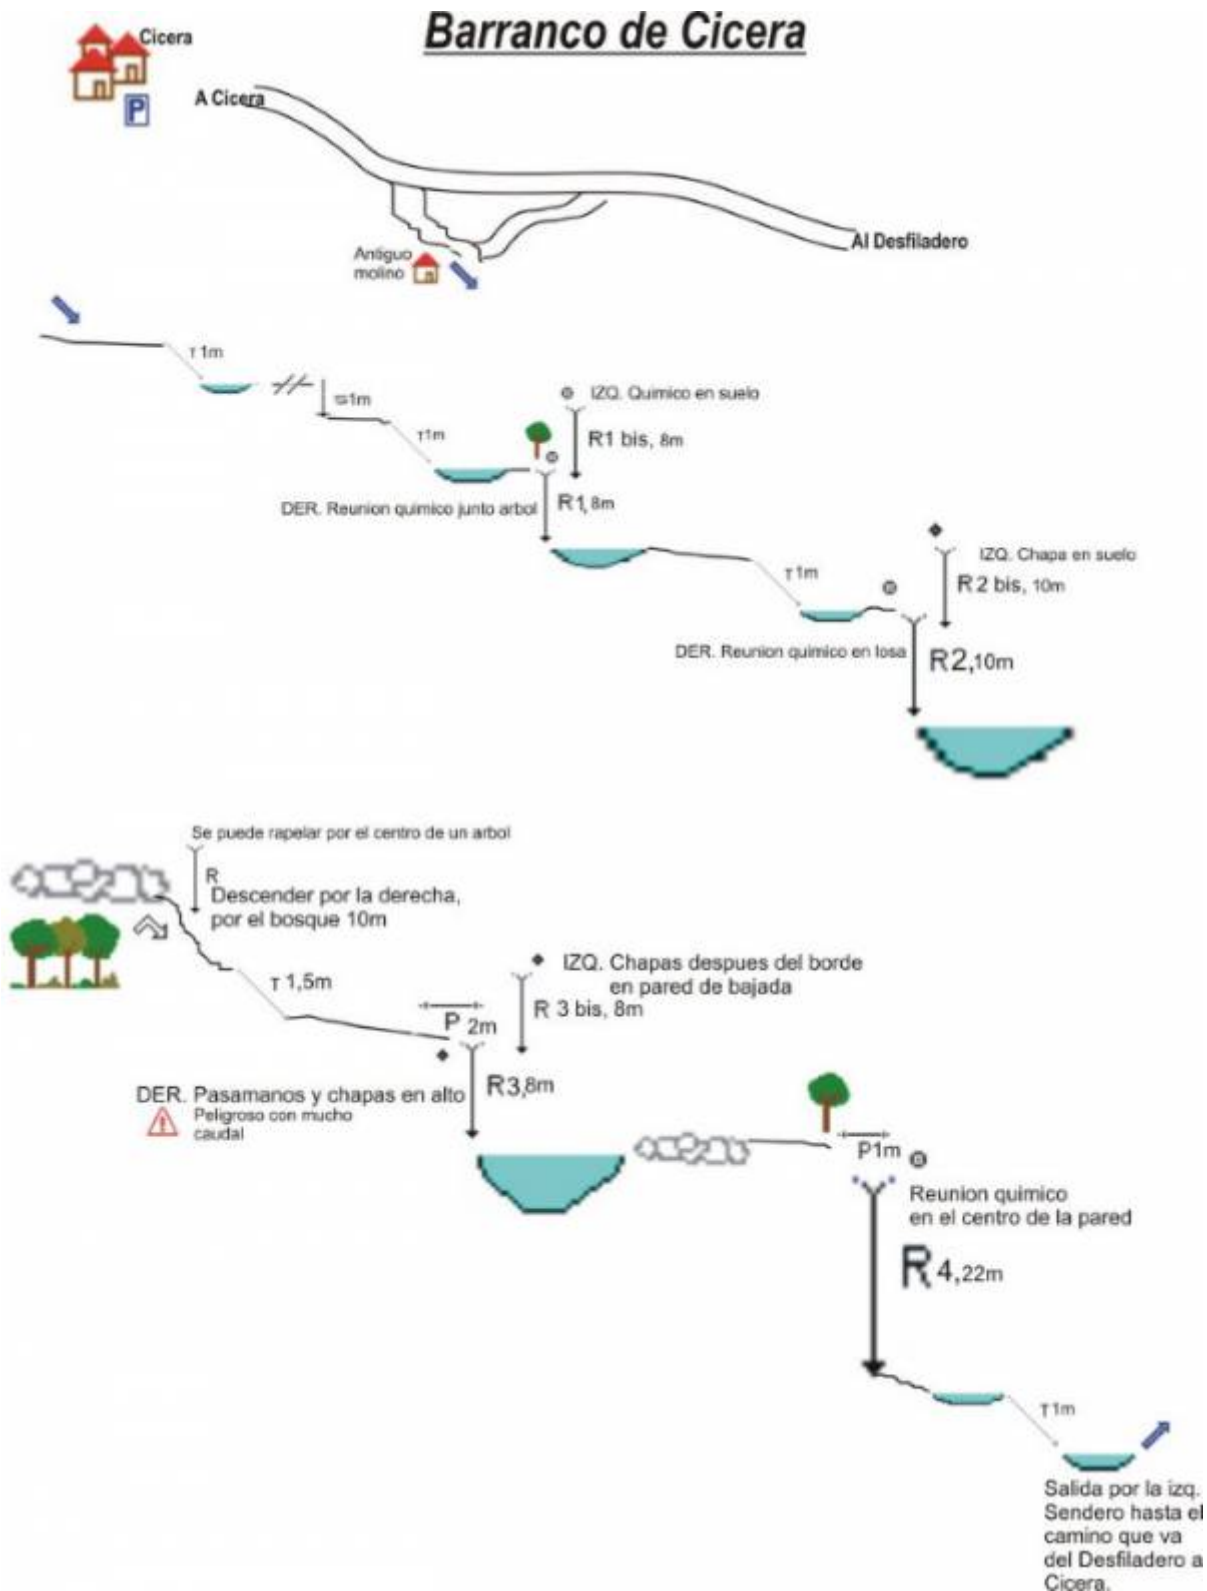 Barranco de Cicera
Cicera
P
A Cicera
Al Desfiladero
Antiguo
molino
T 1m
1m
T1m
IZQ. Quimico en suelo
R1 bis, 8m
DER. Reunion quimico junto arbol
R1,8m
IZQ. Chapa en suelo
T 1m
R2 bis, 10m
DER. Reunion quimico en losa
R2,10m
Se puede rapelar por el centro de un arbol
R
Descender por la derecha,
por el bosque 10m
T 1,5m
IZQ. Chapas despues del borde
en pared de bajada
P 2m
R 3 bis, 8m
DER. Pasamanos y chapas en alto
Peligroso con mucho
caudal
R3,8m
P1m
Reunion quimico
en el centro de la pared
R4,22m
T1m
Salida por la izq.
Sendero hasta el
camino que va
del Desfiladero a
Cicera.